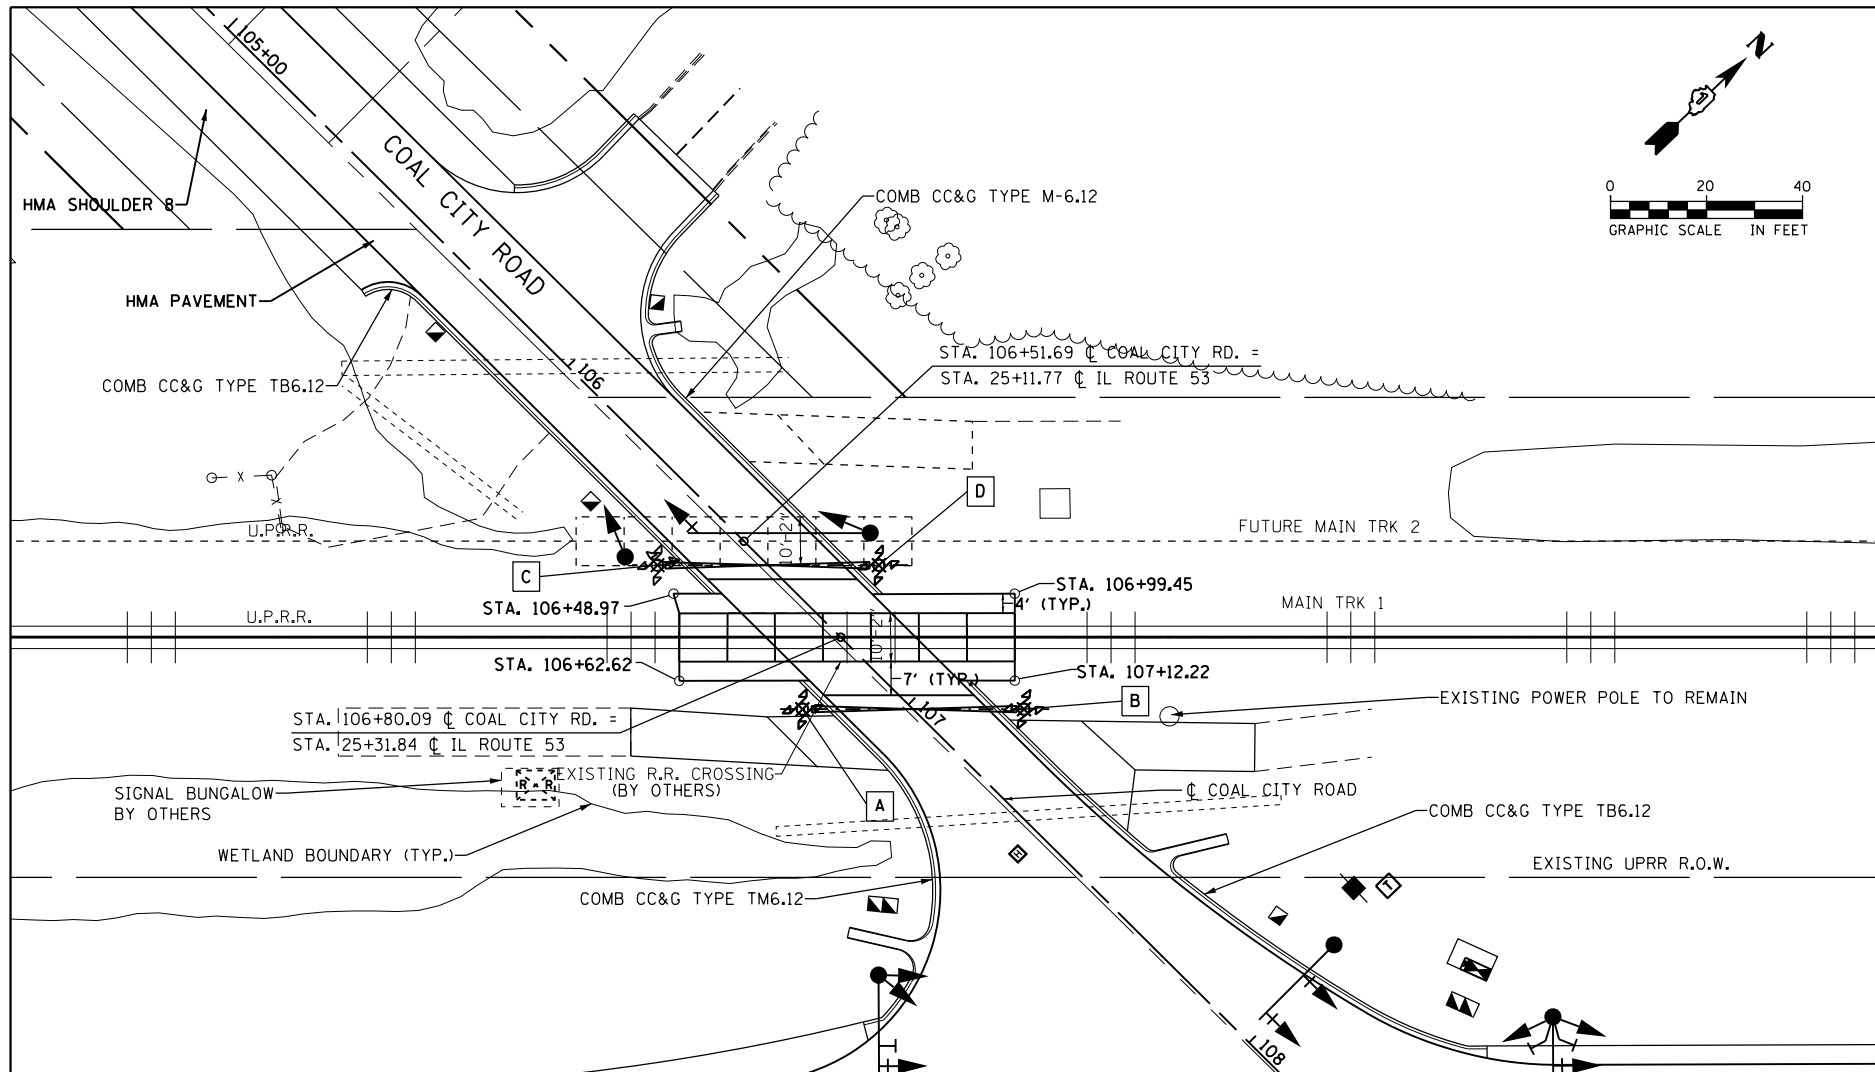 105+00
N
COAL CITY ROAD
HMA SHOULDER 8
COMB CC&G TYPE M-6.12
0 20 40
GRAPHIC SCALE IN FEET
HMA PAVEMENT
STA. 106+51.69 ℄ COAL CITY RD. =
STA. 25+11.77 ℄ IL ROUTE 53
COMB CC&G TYPE TB6.12
106
X
X
D
U.P.R.R.
10'-2"
FUTURE MAIN TRK 2
C
STA. 106+48.97
STA. 106+99.45
4' (TYP.)
MAIN TRK 1
U.P.R.R.
10'-2"
STA. 106+62.62
STA. 107+12.22
7' (TYP.)
B
107
EXISTING POWER POLE TO REMAIN
STA. 106+80.09 ℄ COAL CITY RD. =
STA. 25+31.84 ℄ IL ROUTE 53
EXISTING R.R. CROSSING
(BY OTHERS)
R R
SIGNAL BUNGALOW
BY OTHERS
A
℄ COAL CITY ROAD
COMB CC&G TYPE TB6.12
WETLAND BOUNDARY (TYP.)
H
EXISTING UPRR R.O.W.
COMB CC&G TYPE TM6.12
T
108